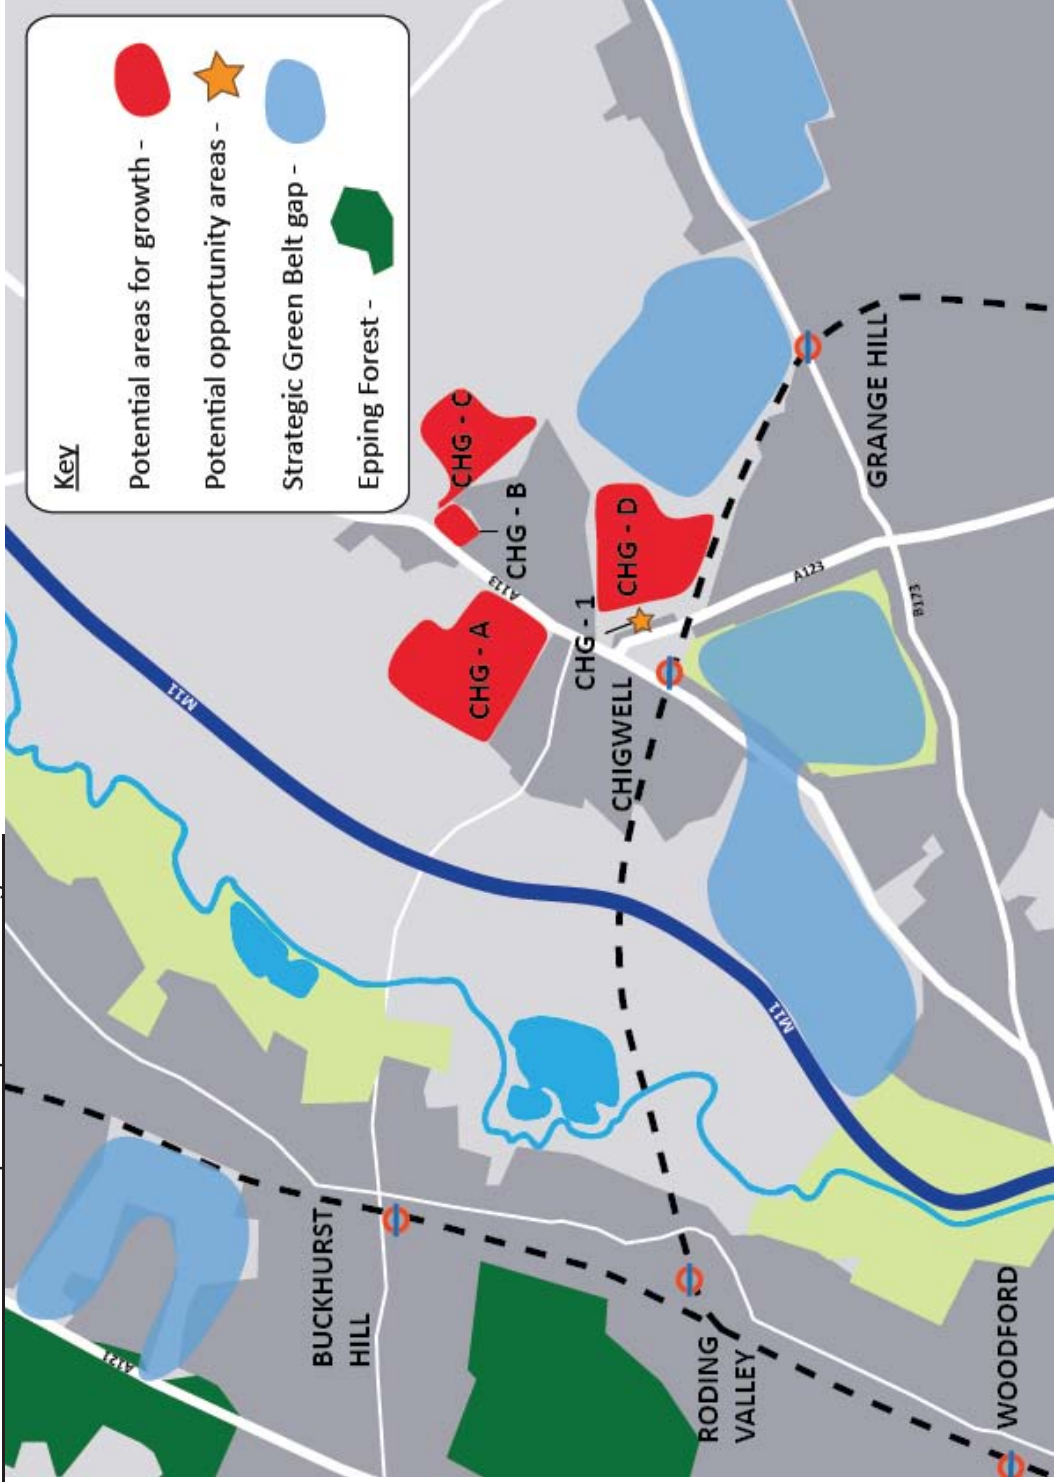 Key
Potential areas for growth -
Potential opportunity areas -
Strategic Green Belt gap -
Epping Forest -
M11
A121
BUCKHURST
HILL
RODING
VALLEY
WOODFORD
M11
CHIGWELL
CHG - A
CHG - 1
A113
CHG - B
CHG - C
CHG - D
A123
B173
GRANGE HILL